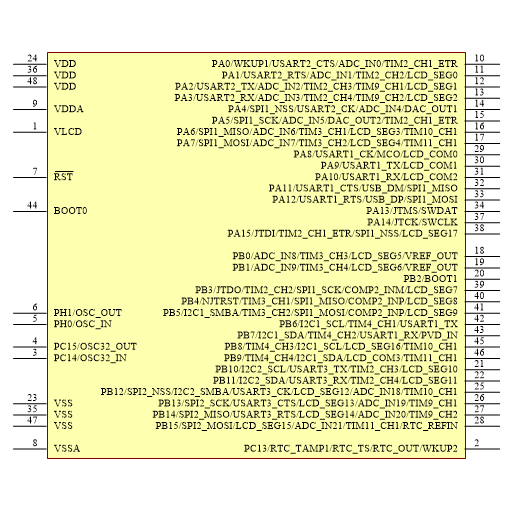 24 VDD PA0/WKUP1/USART2_CTS/ADC_IN0/TIM2_CH1_ETR 10
36 VDD PA1/USART2_RTS/ADC_IN1/TIM2_CH2/LCD_SEG0 11
48 VDD PA2/USART2_TX/ADC_IN2/TIM2_CH3/TIM9_CH1/LCD_SEG1 12
PA3/USART2_RX/ADC_IN3/TIM2_CH4/TIM9_CH2/LCD_SEG2 13
9 VDDA PA4/SPI1_NSS/USART2_CK/ADC_IN4/DAC_OUT1 14
PA5/SPI1_SCK/ADC_IN5/DAC_OUT2/TIM2_CH1_ETR 15
1 VLCD PA6/SPI1_MISO/ADC_IN6/TIM3_CH1/LCD_SEG3/TIM10_CH1 16
PA7/SPI1_MOSI/ADC_IN7/TIM3_CH2/LCD_SEG4/TIM11_CH1 17
PA8/USART1_CK/MCO/LCD_COM0 29
PA9/USART1_TX/LCD_COM1 30
7 RST PA10/USART1_RX/LCD_COM2 31
PA11/USART1_CTS/USB_DM/SPI1_MISO 32
PA12/USART1_RTS/USB_DP/SPI1_MOSI 33
44 BOOT0 PA13/JTMS/SWDAT 34
PA14/JTCK/SWCLK 37
PA15/JTDI/TIM2_CH1_ETR/SPI1_NSS/LCD_SEG17 38
PB0/ADC_IN8/TIM3_CH3/LCD_SEG5/VREF_OUT 18
PB1/ADC_IN9/TIM3_CH4/LCD_SEG6/VREF_OUT 19
PB2/BOOT1 20
PB3/JTDO/TIM2_CH2/SPI1_SCK/COMP2_INM/LCD_SEG7 39
PB4/NJTRST/TIM3_CH1/SPI1_MISO/COMP2_INP/LCD_SEG8 40
6 PH1/OSC_OUT PB5/I2C1_SMBA/TIM3_CH2/SPI1_MOSI/COMP2_INP/LCD_SEG9 41
5 PH0/OSC_IN PB6/I2C1_SCL/TIM4_CH1/USART1_TX 42
PB7/I2C1_SDA/TIM4_CH2/USART1_RX/PVD_IN 43
4 PC15/OSC32_OUT PB8/TIM4_CH3/I2C1_SCL/LCD_SEG16/TIM10_CH1 45
3 PC14/OSC32_IN PB9/TIM4_CH4/I2C1_SDA/LCD_COM3/TIM11_CH1 46
PB10/I2C2_SCL/USART3_TX/TIM2_CH3/LCD_SEG10 21
PB11/I2C2_SDA/USART3_RX/TIM2_CH4/LCD_SEG11 22
PB12/SPI2_NSS/I2C2_SMBA/USART3_CK/LCD_SEG12/ADC_IN18/TIM10_CH1 25
23 VSS PB13/SPI2_SCK/USART3_CTS/LCD_SEG13/ADC_IN19/TIM9_CH1 26
35 VSS PB14/SPI2_MISO/USART3_RTS/LCD_SEG14/ADC_IN20/TIM9_CH2 27
47 VSS PB15/SPI2_MOSI/LCD_SEG15/ADC_IN21/TIM11_CH1/RTC_REFIN 28
8 VSSA PC13/RTC_TAMP1/RTC_TS/RTC_OUT/WKUP2 2